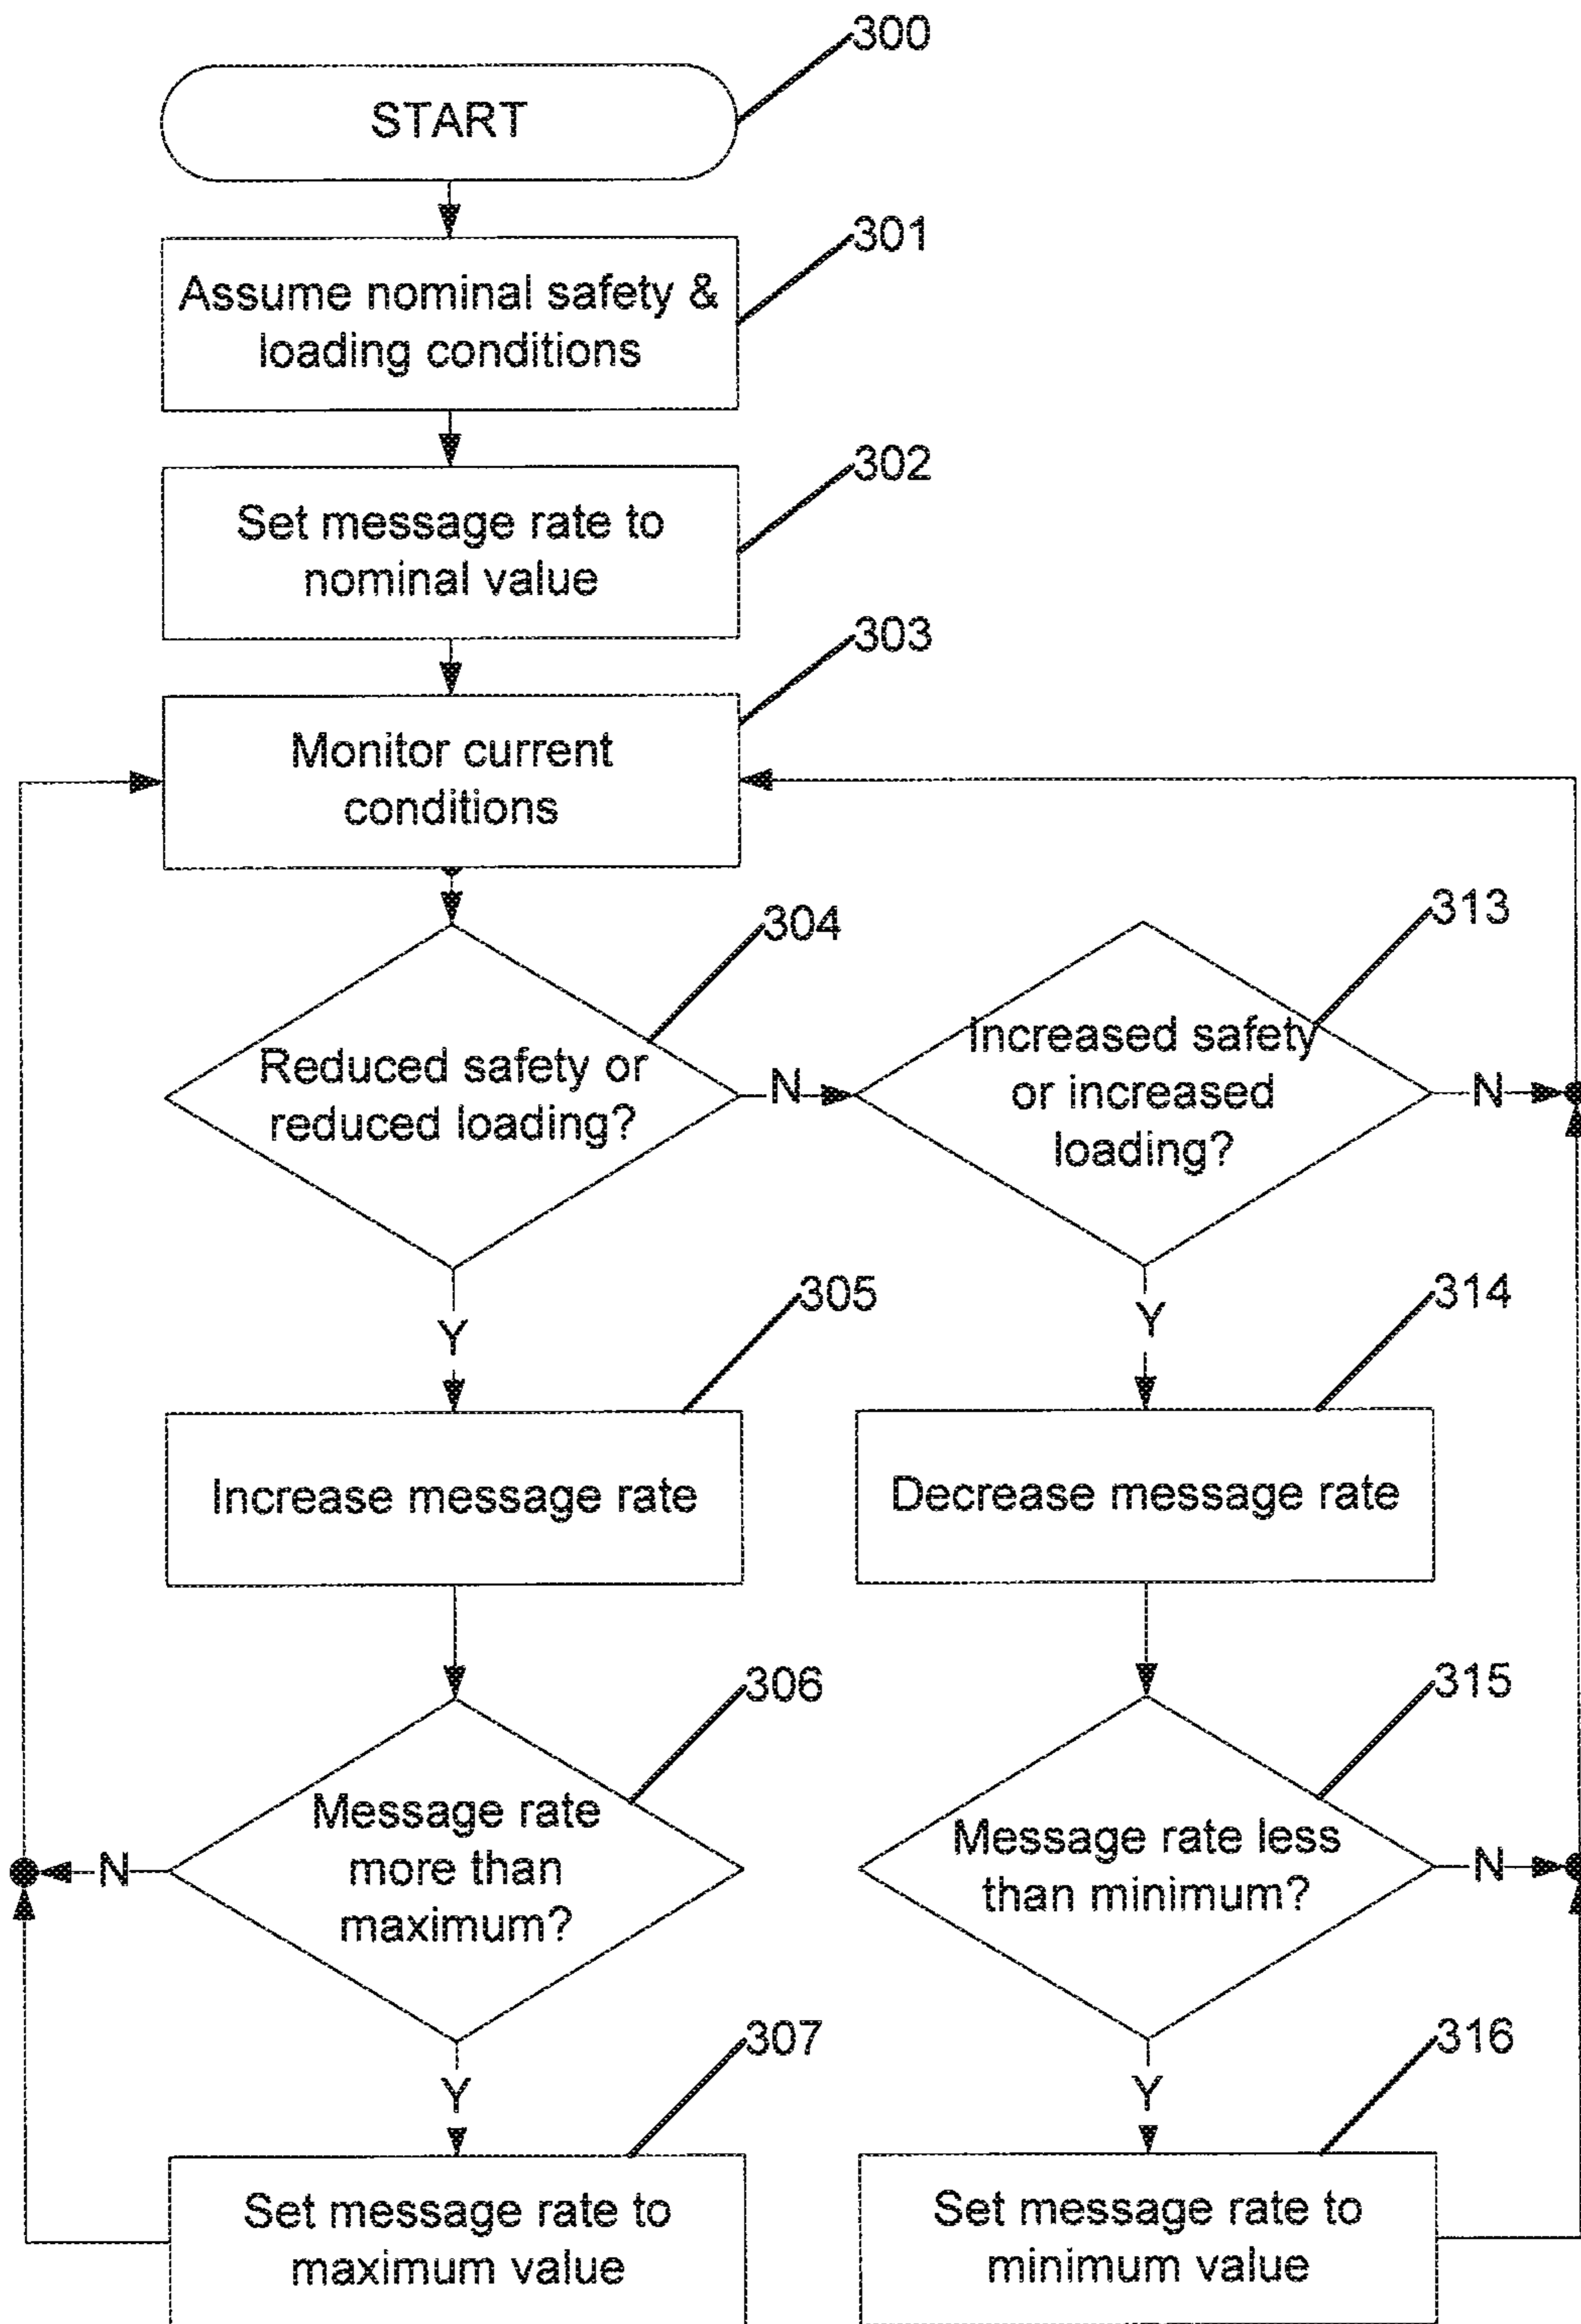 300
START
301
Assume nominal safety &
loading conditions
302
Set message rate to
nominal value
303
Monitor current
conditions
304
Reduced safety or
reduced loading?
N
313
Increased safety
or increased
loading?
N
Y
305
Increase message rate
Y
314
Decrease message rate
306
Message rate
more than
maximum?
N
315
Message rate less
than minimum?
N
Y
307
Set message rate to
maximum value
Y
316
Set message rate to
minimum value